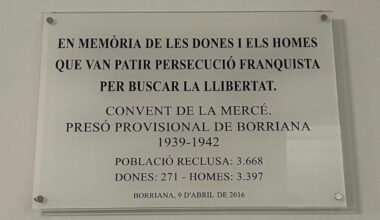 EN MEMÒRIA DE LES DONES I ELS HOMES
QUE VAN PATIR PERSECUCIÓ FRANQUISTA
PER BUSCAR LA LLIBERTAT.
CONVENT DE LA MERCÉ.
PRESÓ PROVISIONAL DE BORRIANA
1939-1942
POBLACIÓ RECLUSA: 3.668
DONES: 271 - HOMES: 3.397
BORRIANA, 9 D'ABRIL DE 2016